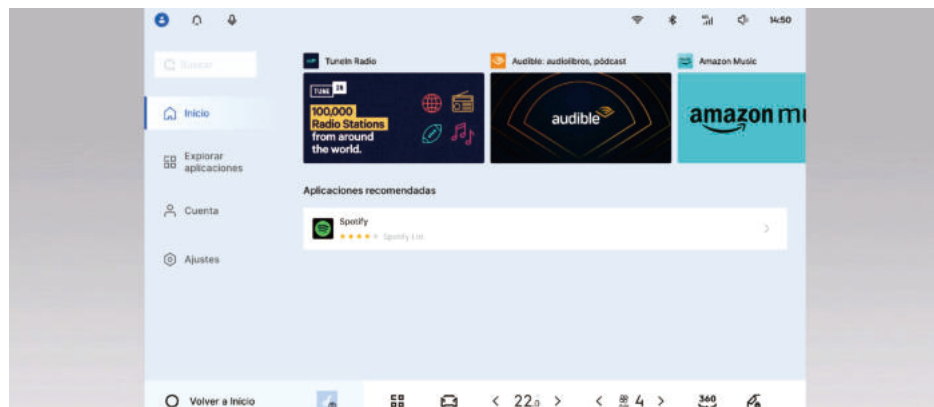 14:50
Buscar
TuneIn Radio
Audible: audiolibros, pódcast
Amazon Music
TUNE IN
100,000
Radio Stations
from around
the world.
audible
amazon mu
Inicio
Explorar
aplicaciones
Cuenta
Ajustes
Aplicaciones recomendadas
Spotify
Spotify Ltd.
Volver a Inicio
22.5
4
360